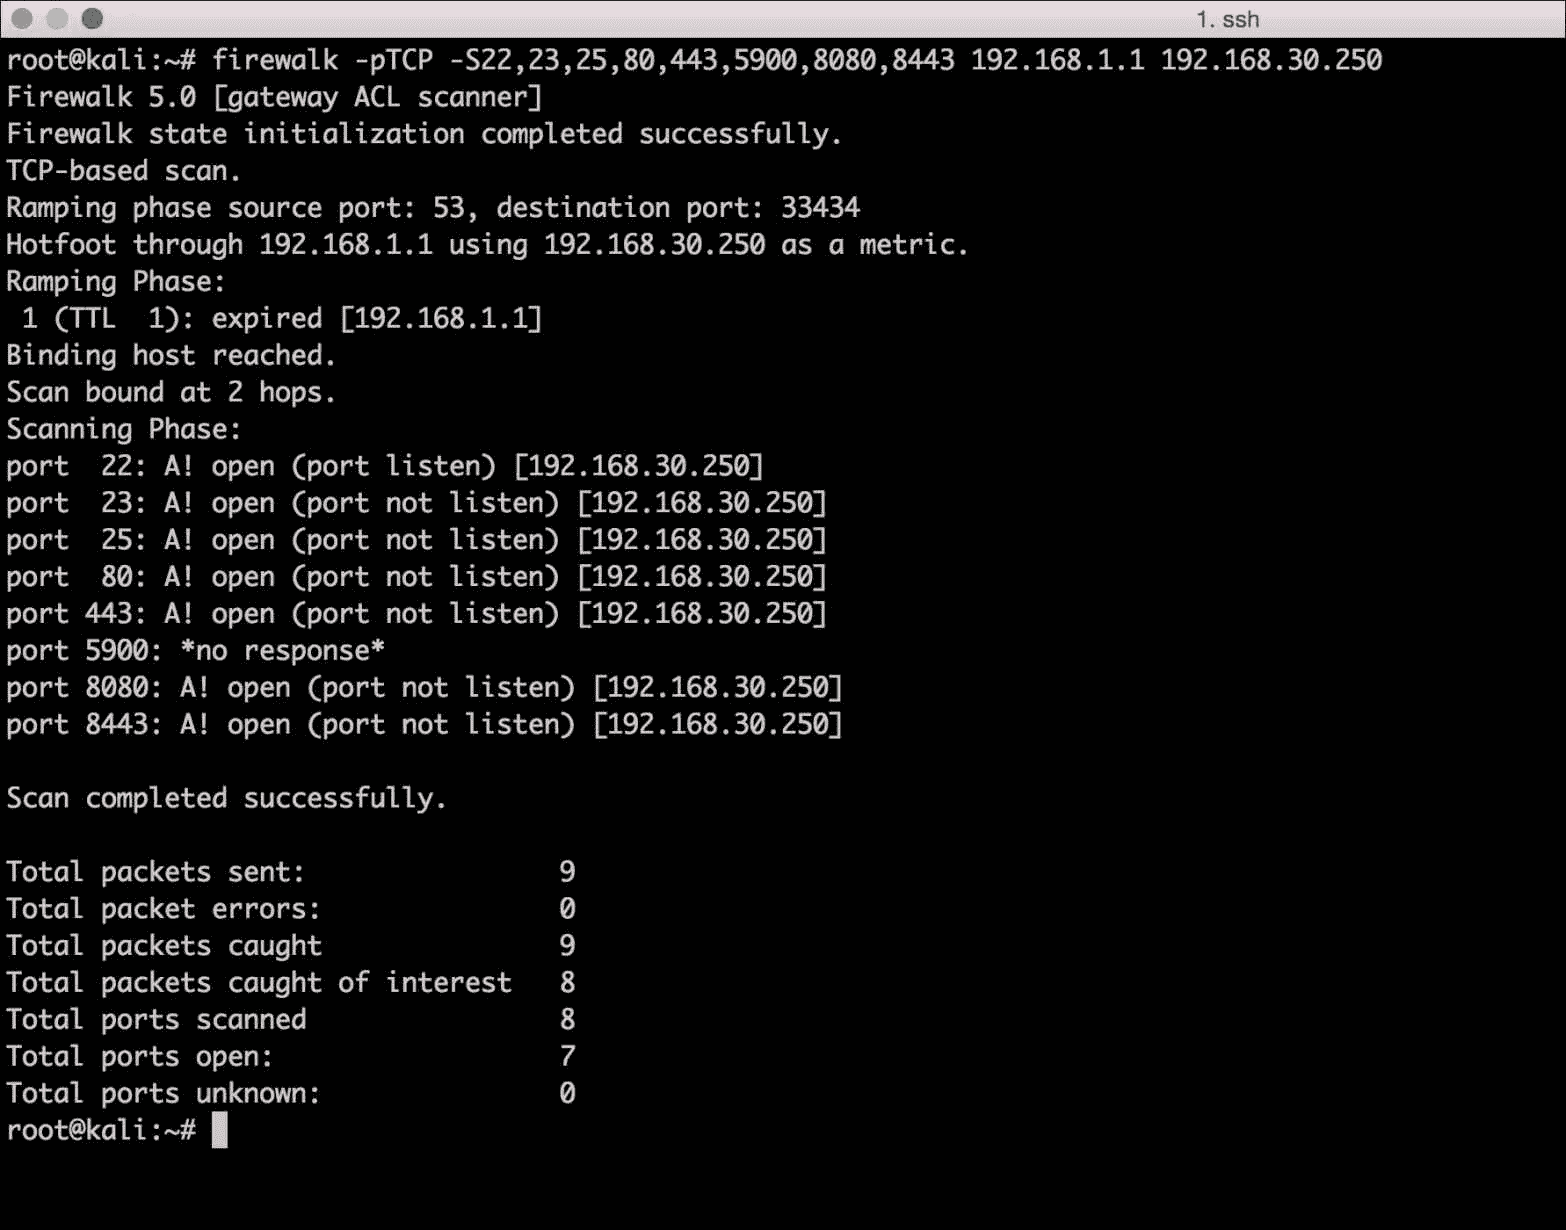 1. ssh
root@kali:~# firewalk -pTCP -S22,23,25,80,443,5900,8080,8443 192.168.1.1 192.168.30.250
Firewalk 5.0 [gateway ACL scanner]
Firewalk state initialization completed successfully.
TCP-based scan.
Ramping phase source port: 53, destination port: 33434
Hotfoot through 192.168.1.1 using 192.168.30.250 as a metric.
Ramping Phase:
 1 (TTL  1): expired [192.168.1.1]
Binding host reached.
Scan bound at 2 hops.
Scanning Phase:
port  22: A! open (port listen) [192.168.30.250]
port  23: A! open (port not listen) [192.168.30.250]
port  25: A! open (port not listen) [192.168.30.250]
port  80: A! open (port not listen) [192.168.30.250]
port 443: A! open (port not listen) [192.168.30.250]
port 5900: *no response*
port 8080: A! open (port not listen) [192.168.30.250]
port 8443: A! open (port not listen) [192.168.30.250]
Scan completed successfully.
Total packets sent:                9
Total packet errors:               0
Total packets caught               9
Total packets caught of interest   8
Total ports scanned                8
Total ports open:                  7
Total ports unknown:               0
root@kali:~#